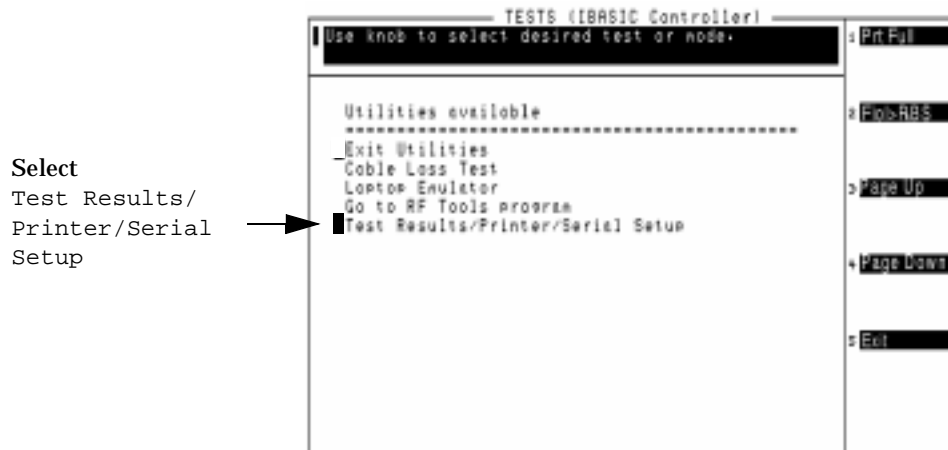 TESTS (IBASIC Controller)
Use knob to select desired test or mode.
Utilities available
Exit Utilities
Cable Loss Test
Laptop Emulator
Go to RF Tools program
Test Results/Printer/Serial Setup
1 Prt Full
2
3 Page Up
4 Page Down
5 Exit
Select
Test Results/
Printer/Serial
Setup